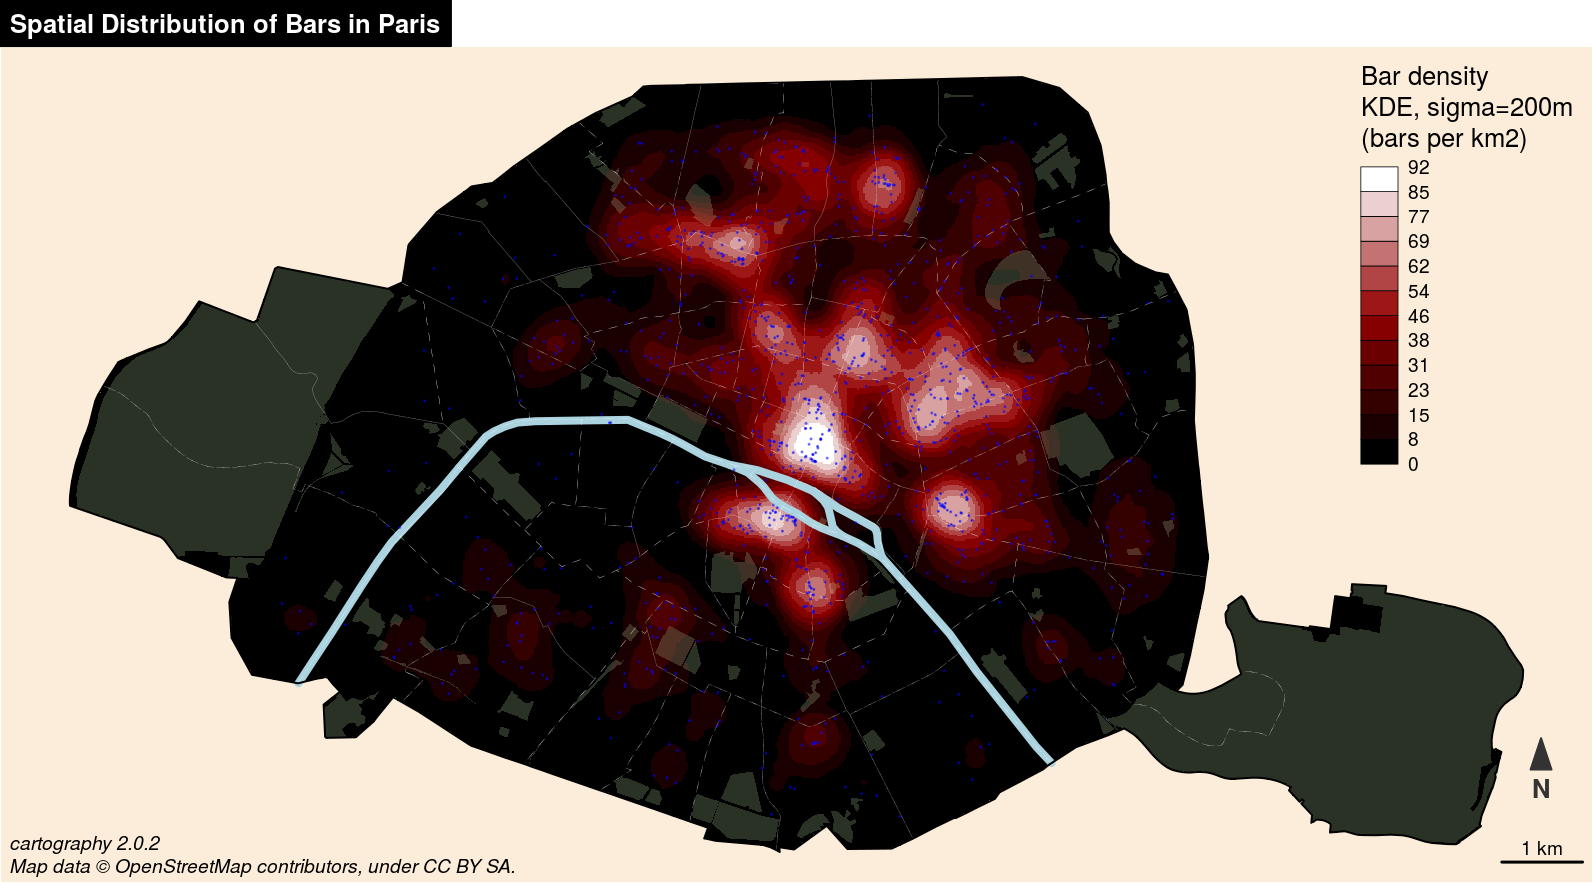 Spatial Distribution of Bars in Paris
Bar density
KDE, sigma=200m
(bars per km2)
92
85
77
69
62
54
46
38
31
23
15
8
0
N
1 km
cartography 2.0.2
Map data © OpenStreetMap contributors, under CC BY SA.